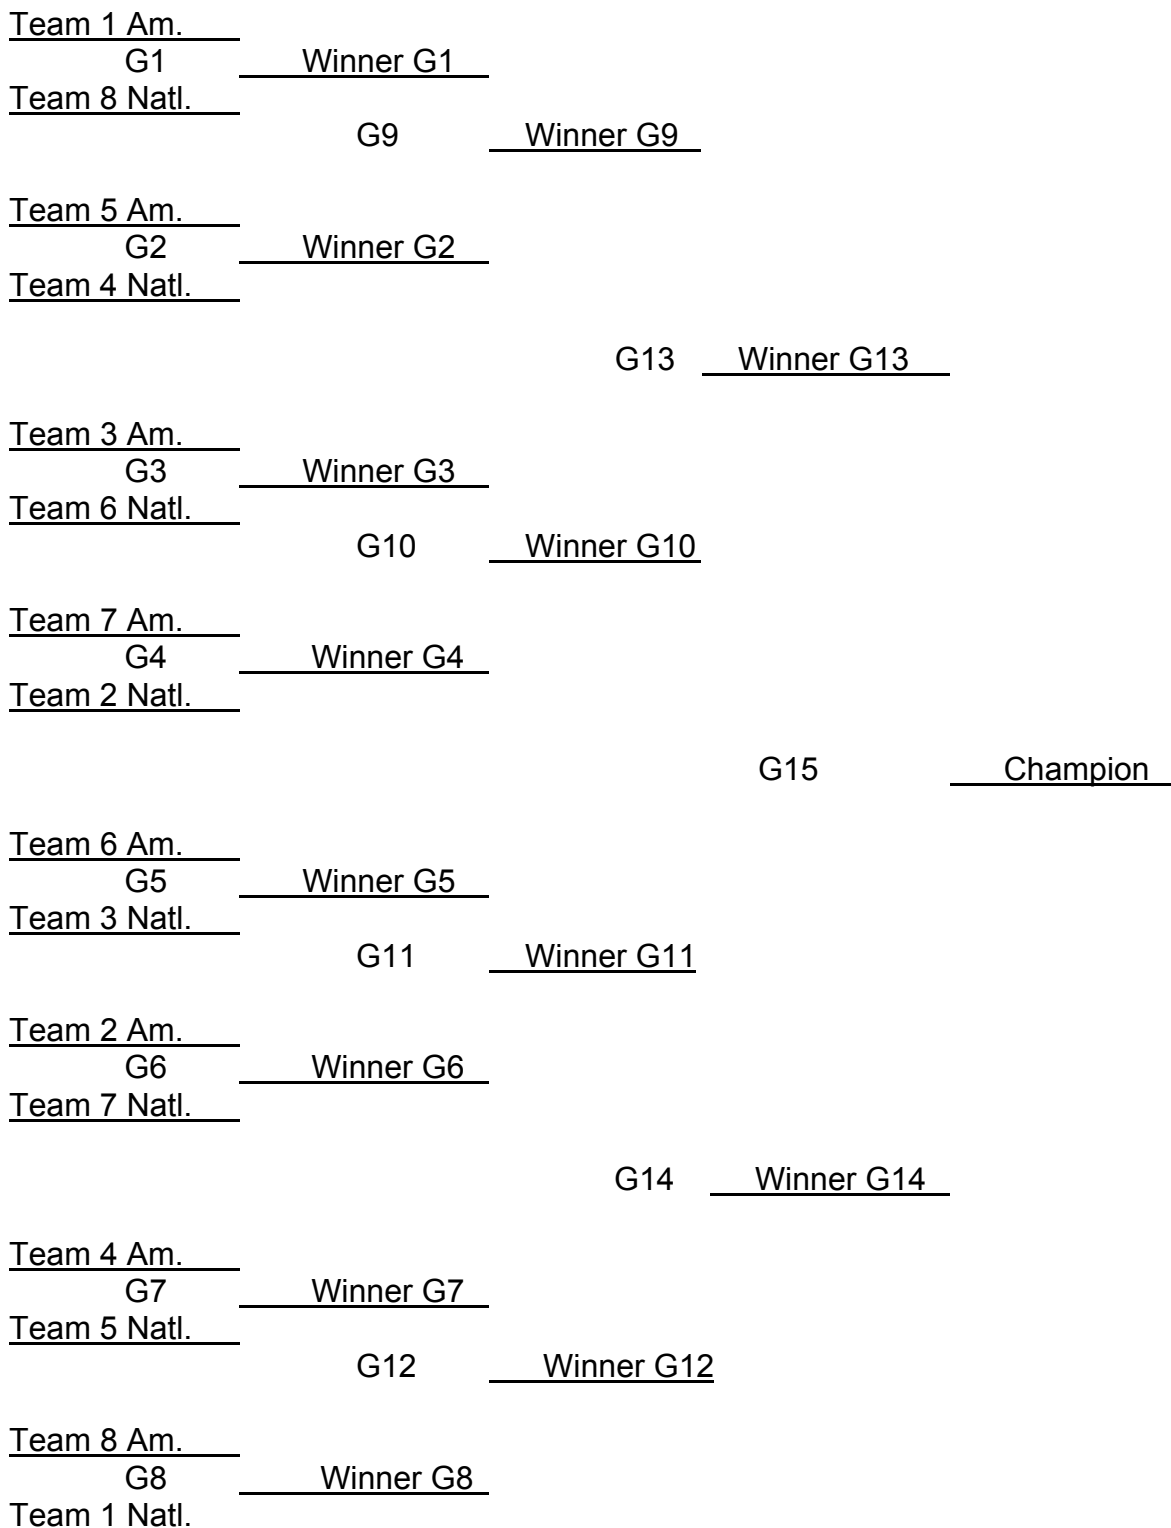 Team 1 Am.
G1 Winner G1
Team 8 Natl.
G9 Winner G9
Team 5 Am.
G2 Winner G2
Team 4 Natl.
G13 Winner G13
Team 3 Am.
G3 Winner G3
Team 6 Natl.
G10 Winner G10
Team 7 Am.
G4 Winner G4
Team 2 Natl.
G15 Champion
Team 6 Am.
G5 Winner G5
Team 3 Natl.
G11 Winner G11
Team 2 Am.
G6 Winner G6
Team 7 Natl.
G14 Winner G14
Team 4 Am.
G7 Winner G7
Team 5 Natl.
G12 Winner G12
Team 8 Am.
G8 Winner G8
Team 1 Natl.